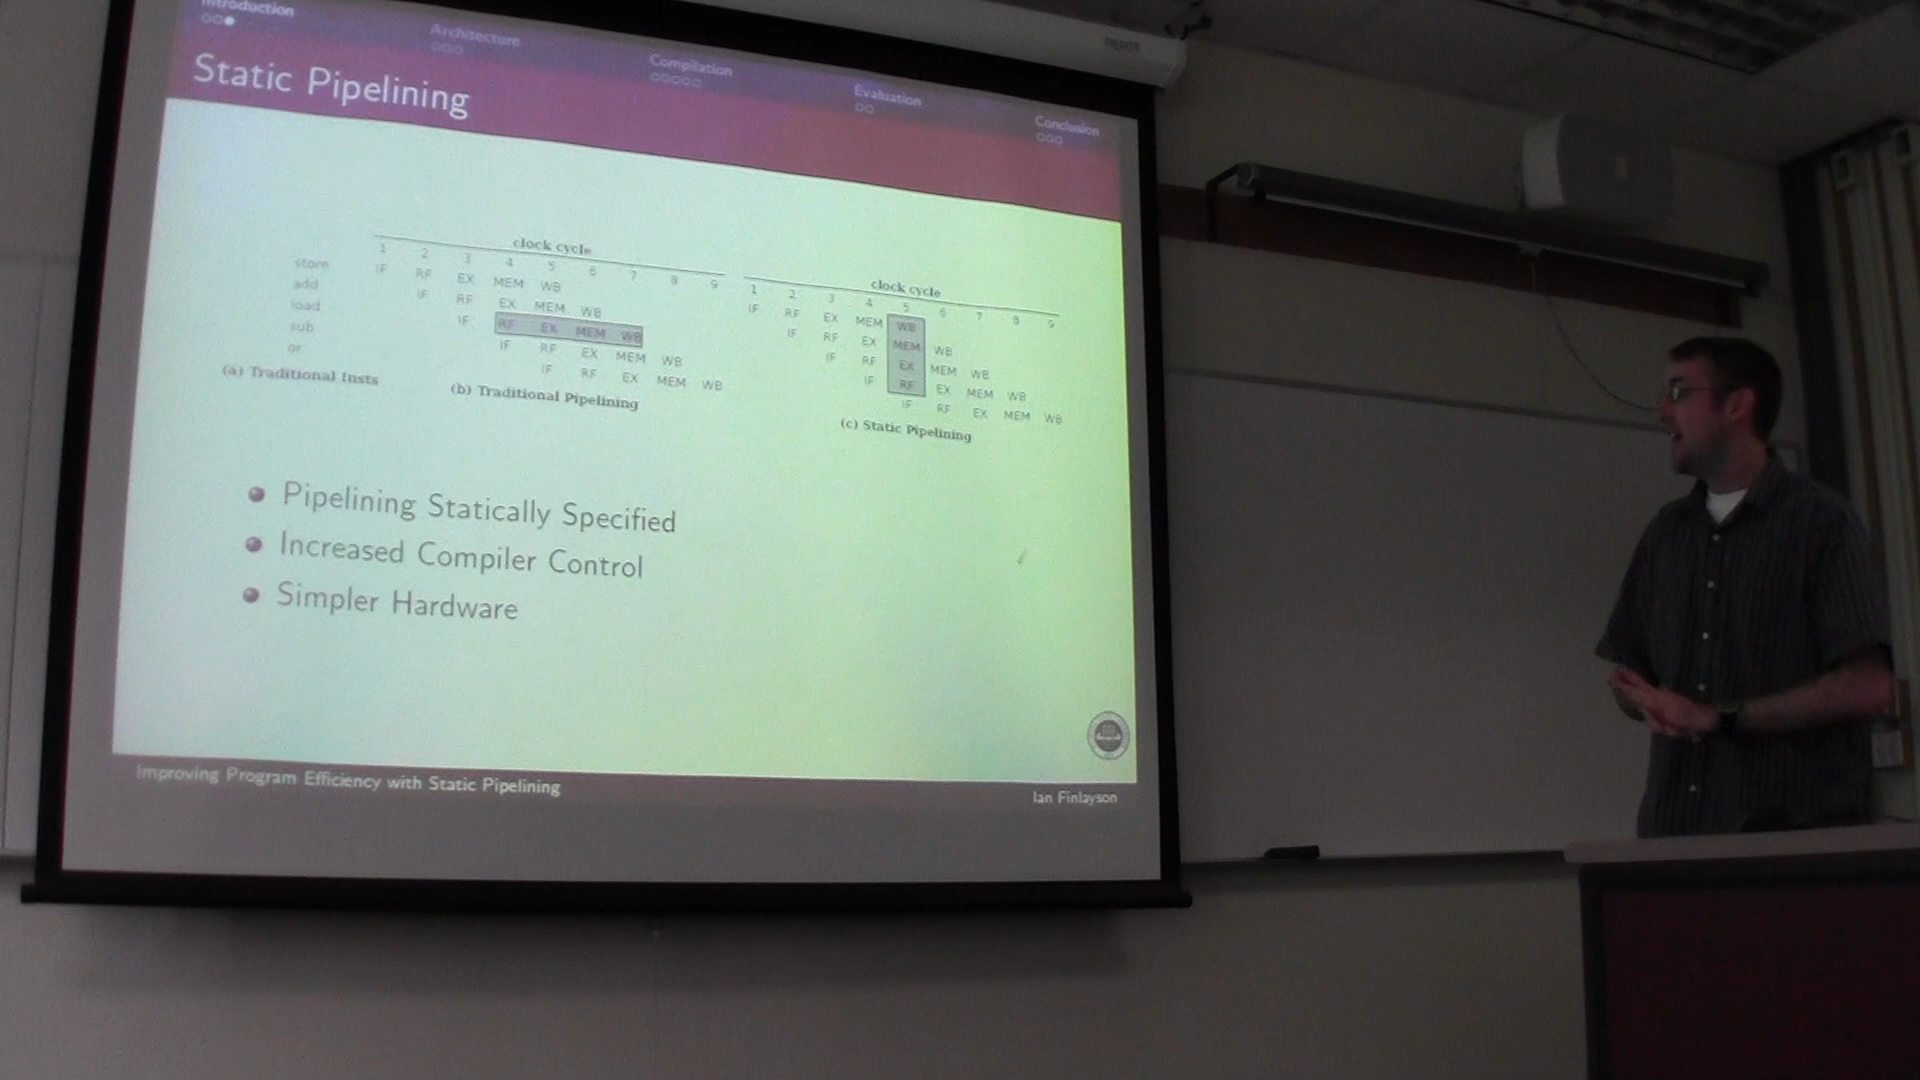 Introduction
Architecture
Compilation
Evaluation
Conclusion
Static Pipelining
clock cycle
1 2 3 4 5 6 7 8 9
store IF RF EX MEM WB
add IF RF EX MEM WB
load IF RF EX MEM WB
sub IF RF EX MEM WB
or IF RF EX MEM WB
(a) Traditional Insts
(b) Traditional Pipelining
clock cycle
1 2 3 4 5 6 7 8 9
IF RF EX MEM WB
IF RF EX MEM WB
IF RF EX MEM WB
IF RF EX MEM WB
IF RF EX MEM WB
(c) Static Pipelining
Pipelining Statically Specified
Increased Compiler Control
Simpler Hardware
Improving Program Efficiency with Static Pipelining
Ian Finlayson